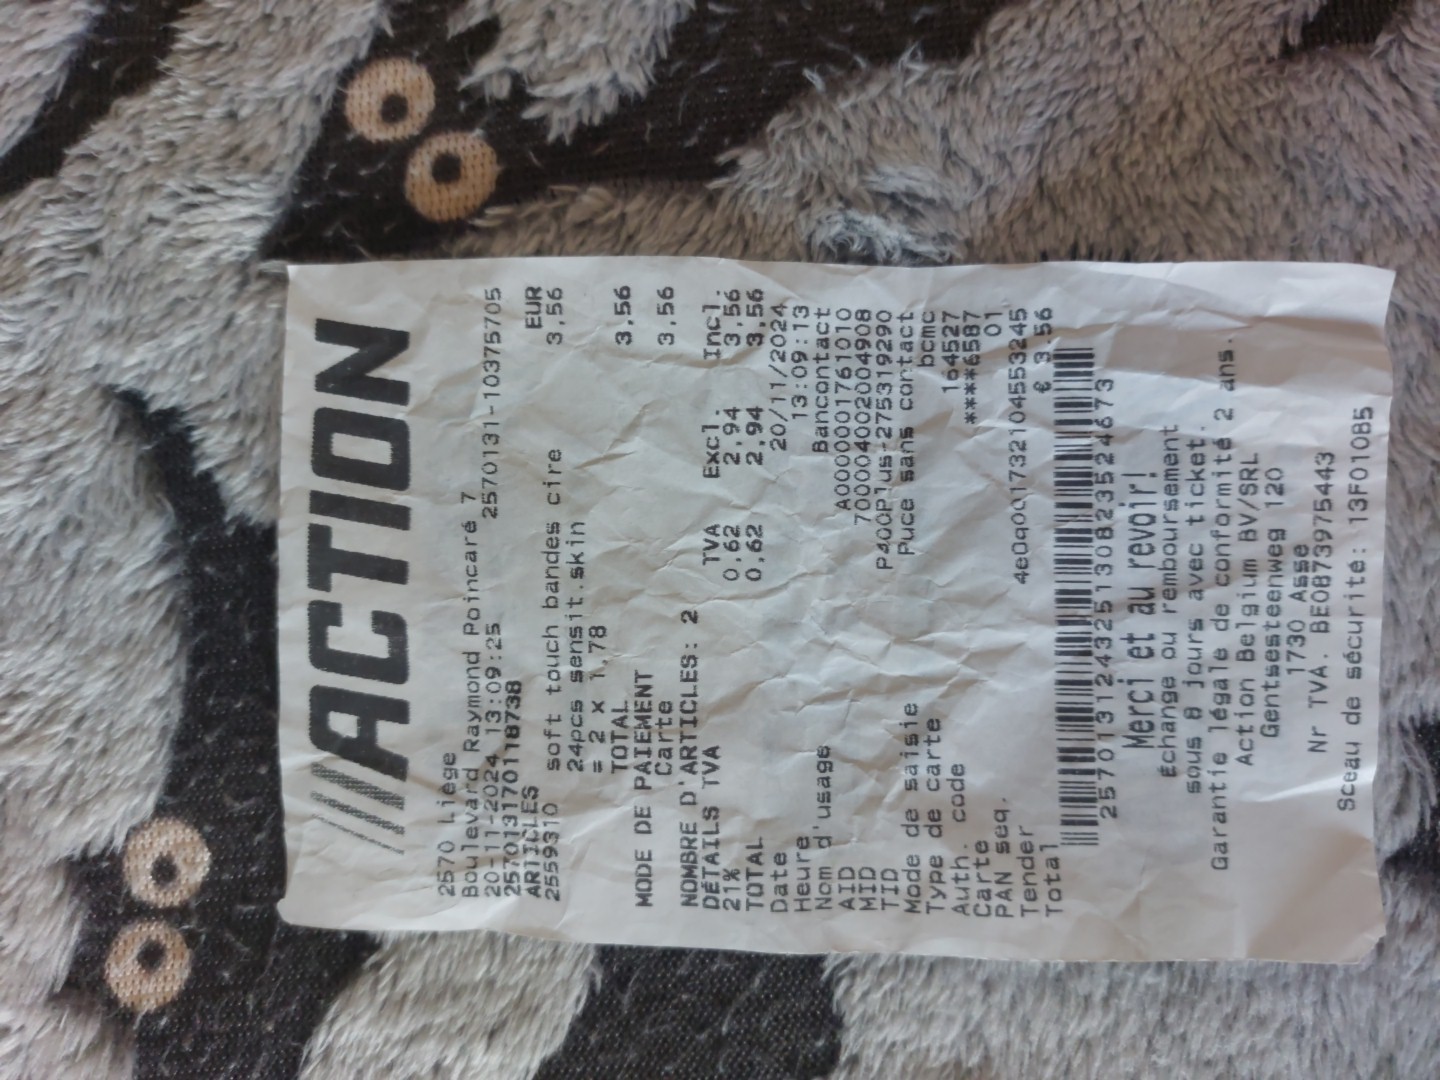 ACTION
2570 Liège
Boulevard Raymond Poincaré 7
20-11-2024 13:09:25 2570131-10375705
2570131701118738
ARTICLES EUR
2559310 soft touch bandes cire 3,56
24pcs sensit.skin
= 2 x 1,78
TOTAL 3,56
MODE DE PAIEMENT
Carte 3,56
NOMBRE D'ARTICLES: 2
DÉTAILS TVA TVA Excl. Incl.
21% 0,62 2,94 3,56
TOTAL 0,62 2,94 3,56
Date 20/11/2024
Heure 13:09:13
Nom d'usage Bancontact
AID A0000001761010
MID 700004002004908
TID P400Plus-275319290
Mode de saisie Puce sans contact
Type de carte bcmc
Auth. code 164527
Carte ****6587
PAN seq. 01
Tender 4e0q001732104553245
Total € 3.56
257013124325130823524673
Merci et au revoir!
Échange ou remboursement
sous 8 jours avec ticket.
Garantie légale de conformité 2 ans.
Action Belgium BV/SRL
Gentsesteenweg 120
1730 Asse
Nr TVA. BE0873975443
Sceau de sécurité: 13F010B5